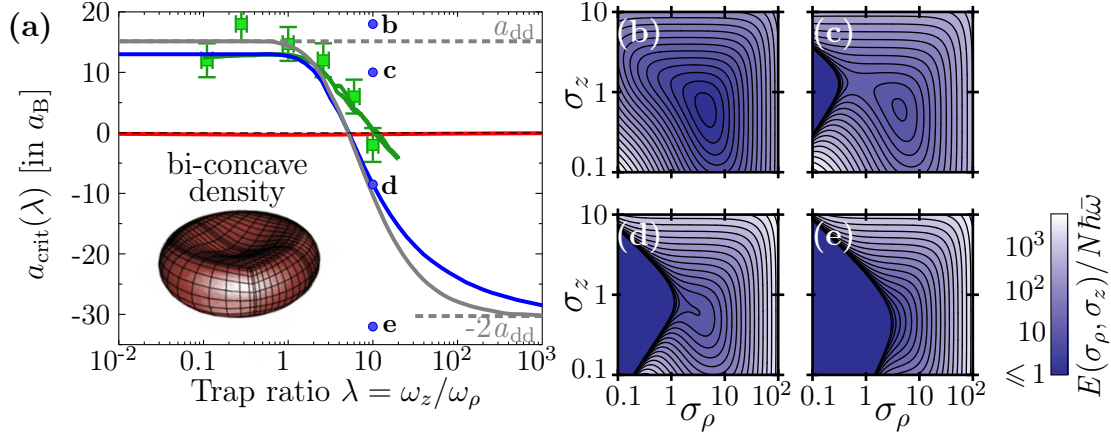 (a)
a_crit(λ) [in a_B]
20
10
0
-10
-20
-30
10^-2
0.1
1
10
10^2
10^3
Trap ratio λ = ω_z/ω_ρ
a_dd
-2a_dd
b
c
d
e
bi-concave
density
(b)
(c)
σ_z
10
1
0.1
(d)
(e)
σ_z
10
1
0.1
0.1 1 10 10^2
0.1 1 10 10^2
σ_ρ
σ_ρ
10^3
10^2
10
≪ 1
E(σ_ρ, σ_z)/Nħω̄